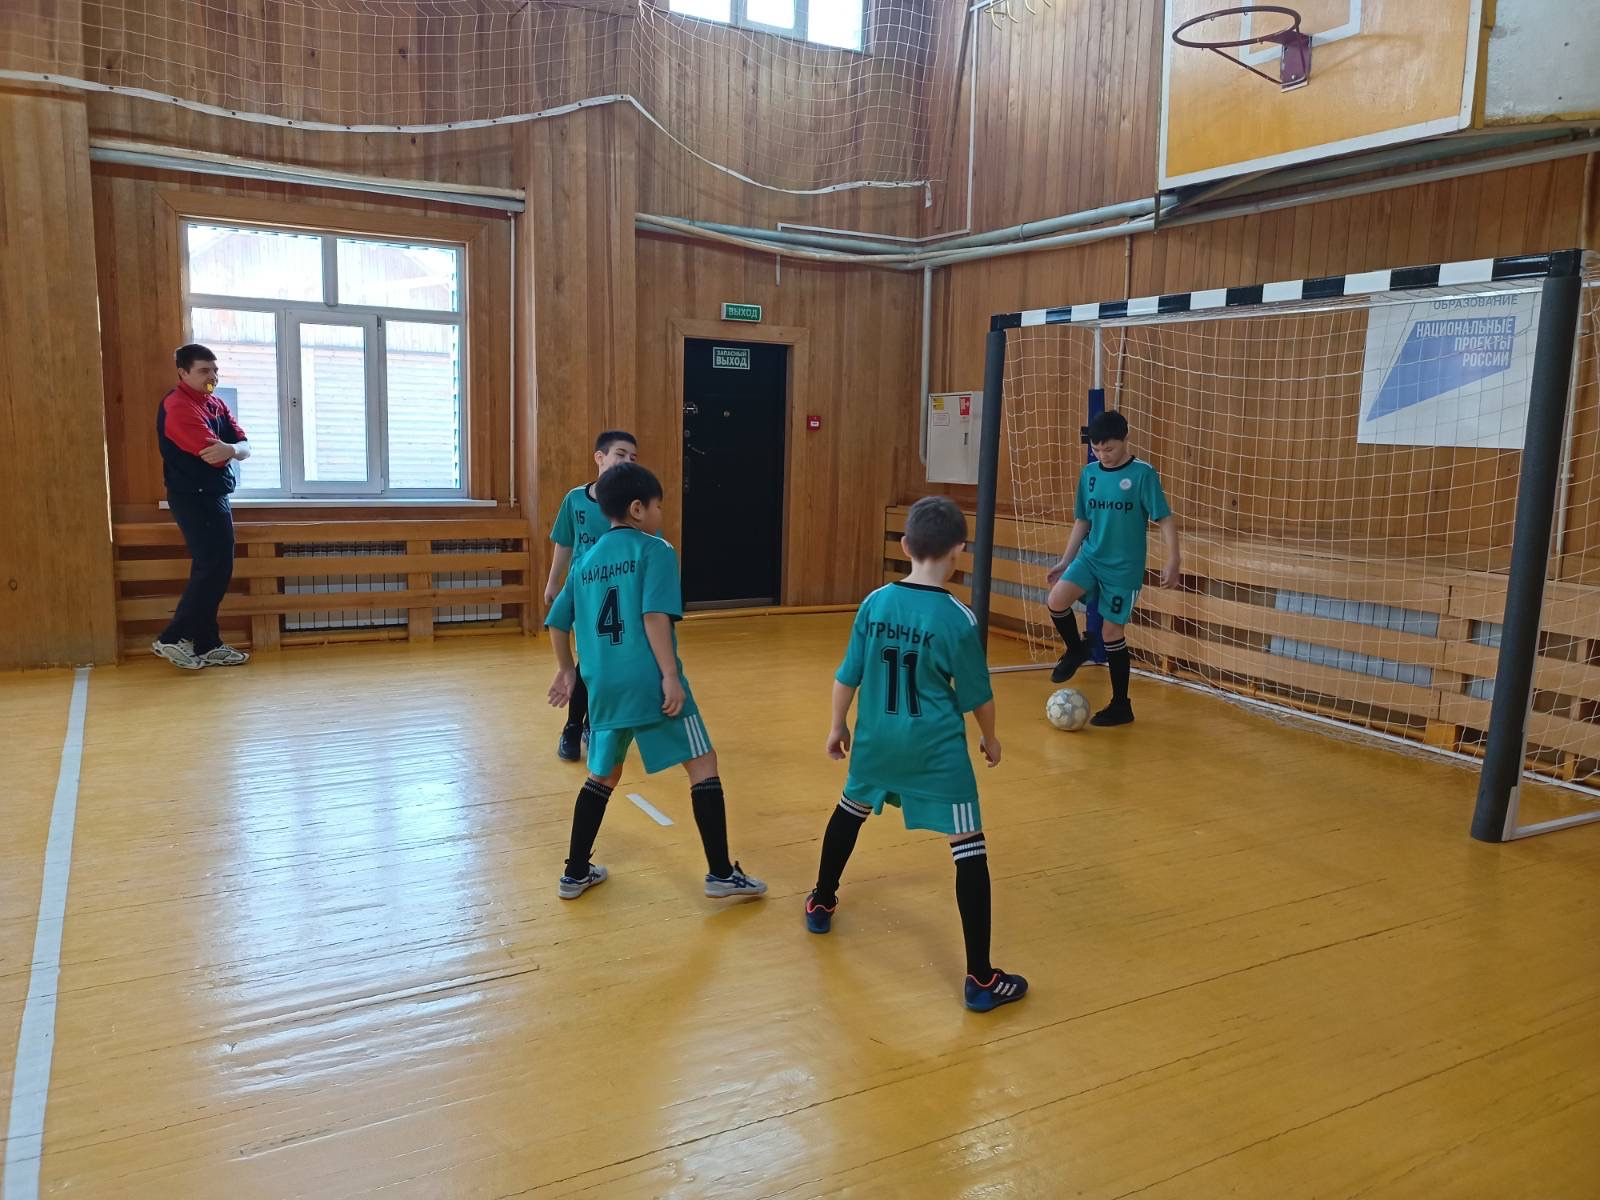 ВЫХОД
ЗАПАСНЫЙ
ВЫХОД
ОБРАЗОВАНИЕ
НАЦИОНАЛЬНЫЕ
ПРОЕКТЫ
РОССИИ
15
НАЙДАНОВ
4
ГРЫЧЬК
11
9
Юниор
9